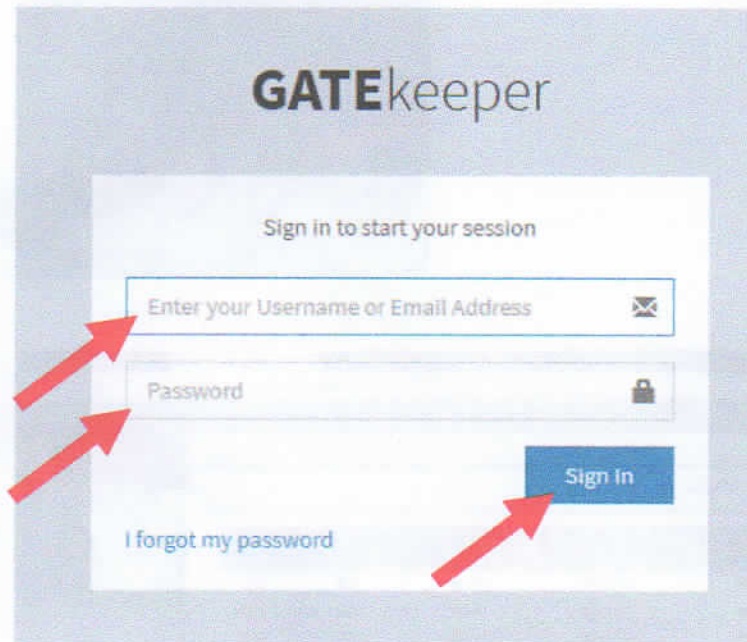 GATEkeeper
Sign in to start your session
Enter your Username or Email Address
Password
Sign In
I forgot my password